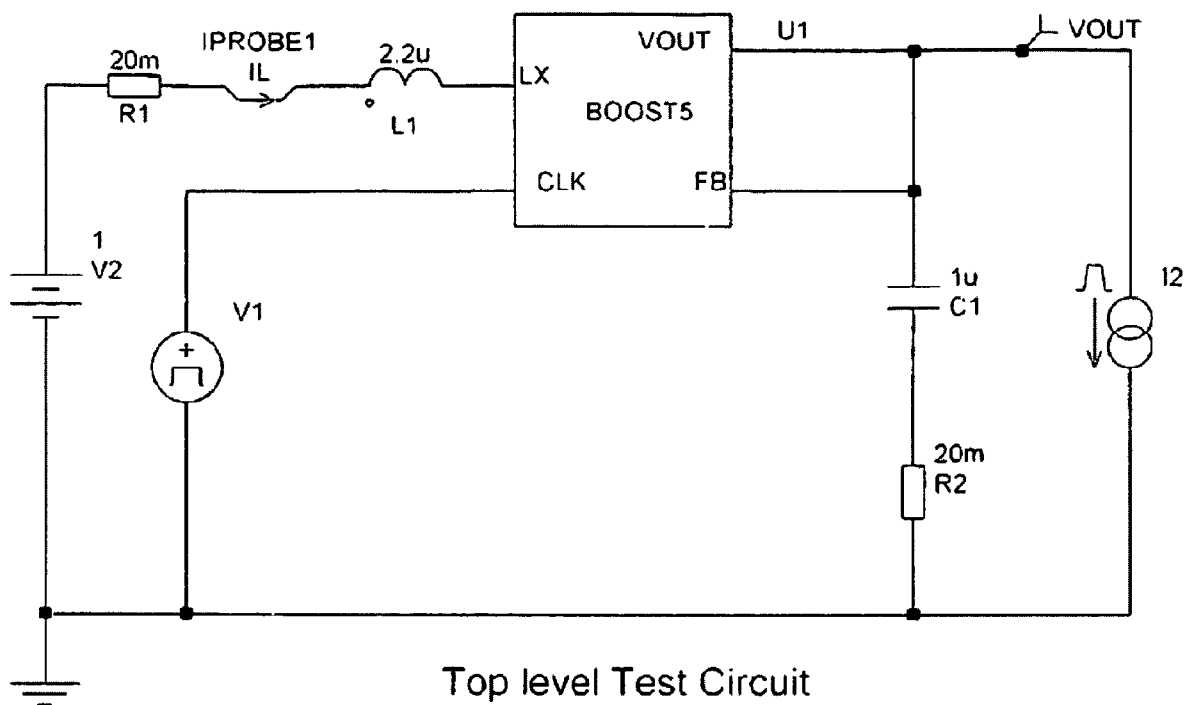 IPROBE1
IL
20m
R1
2.2u
L1
LX
VOUT
U1
VOUT
BOOST5
CLK
FB
1
V2
V1
+
1u
C1
I2
20m
R2
Top level Test Circuit